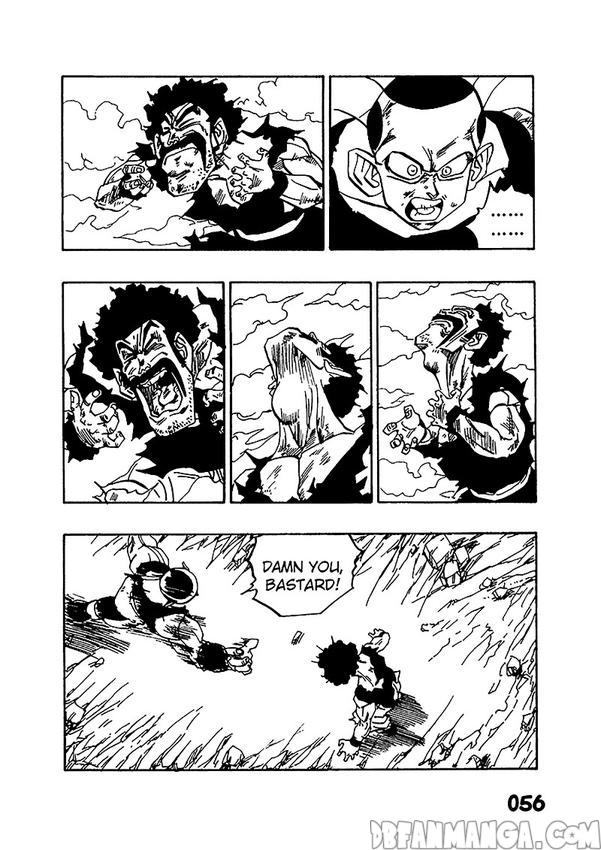 ........
........
DAMN YOU,
BASTARD!
056
DBFANMANGA.COM